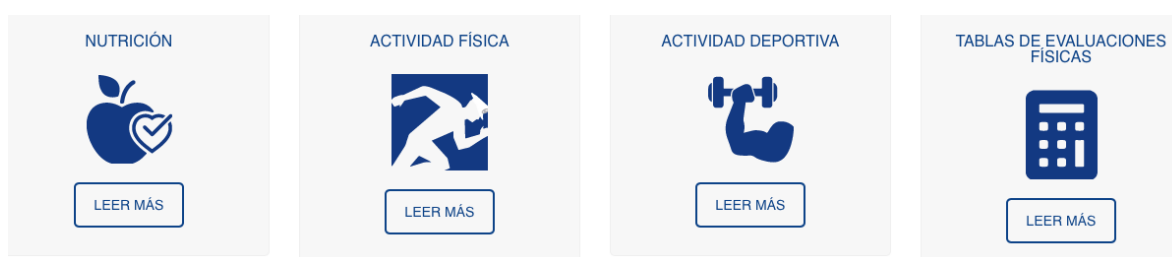 NUTRICIÓN
LEER MÁS
ACTIVIDAD FÍSICA
LEER MÁS
ACTIVIDAD DEPORTIVA
LEER MÁS
TABLAS DE EVALUACIONES
FÍSICAS
LEER MÁS